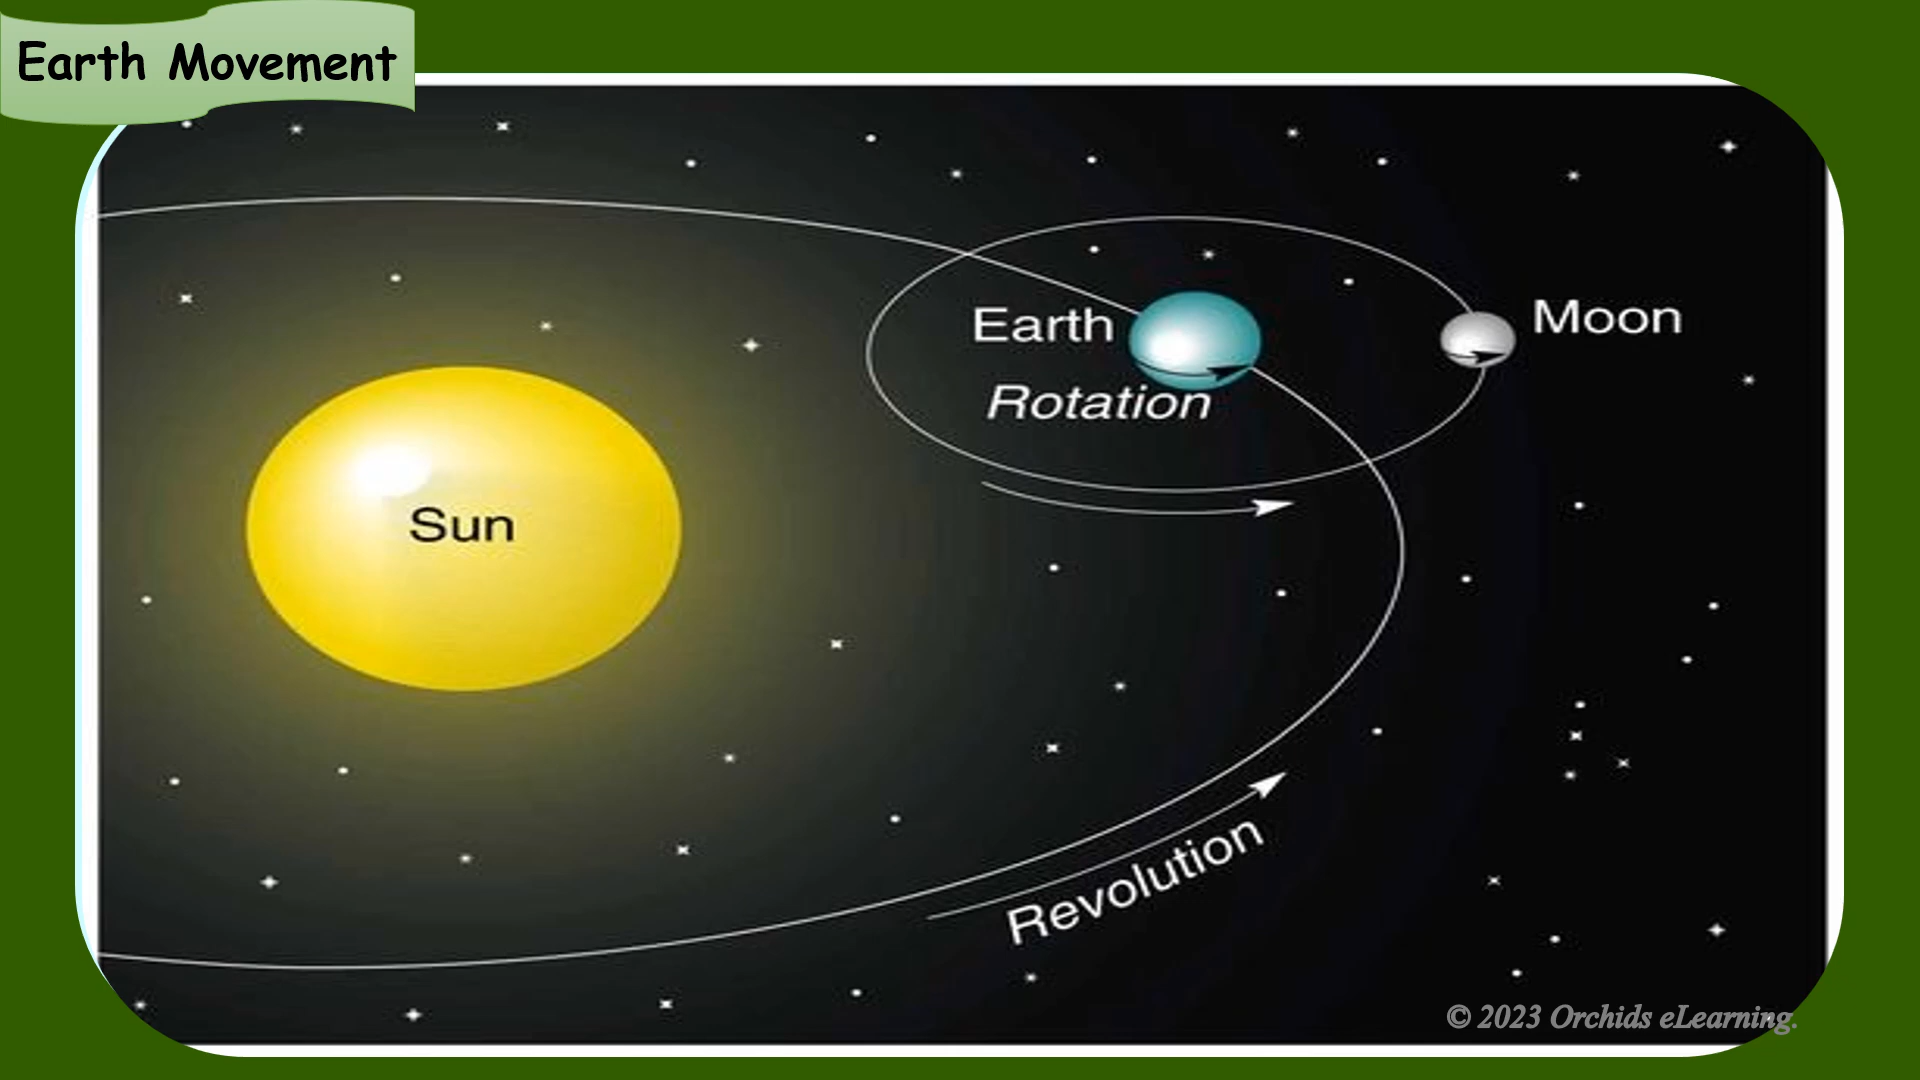 Earth Movement
Earth
Moon
Rotation
Sun
Revolution
© 2023 Orchids eLearning.